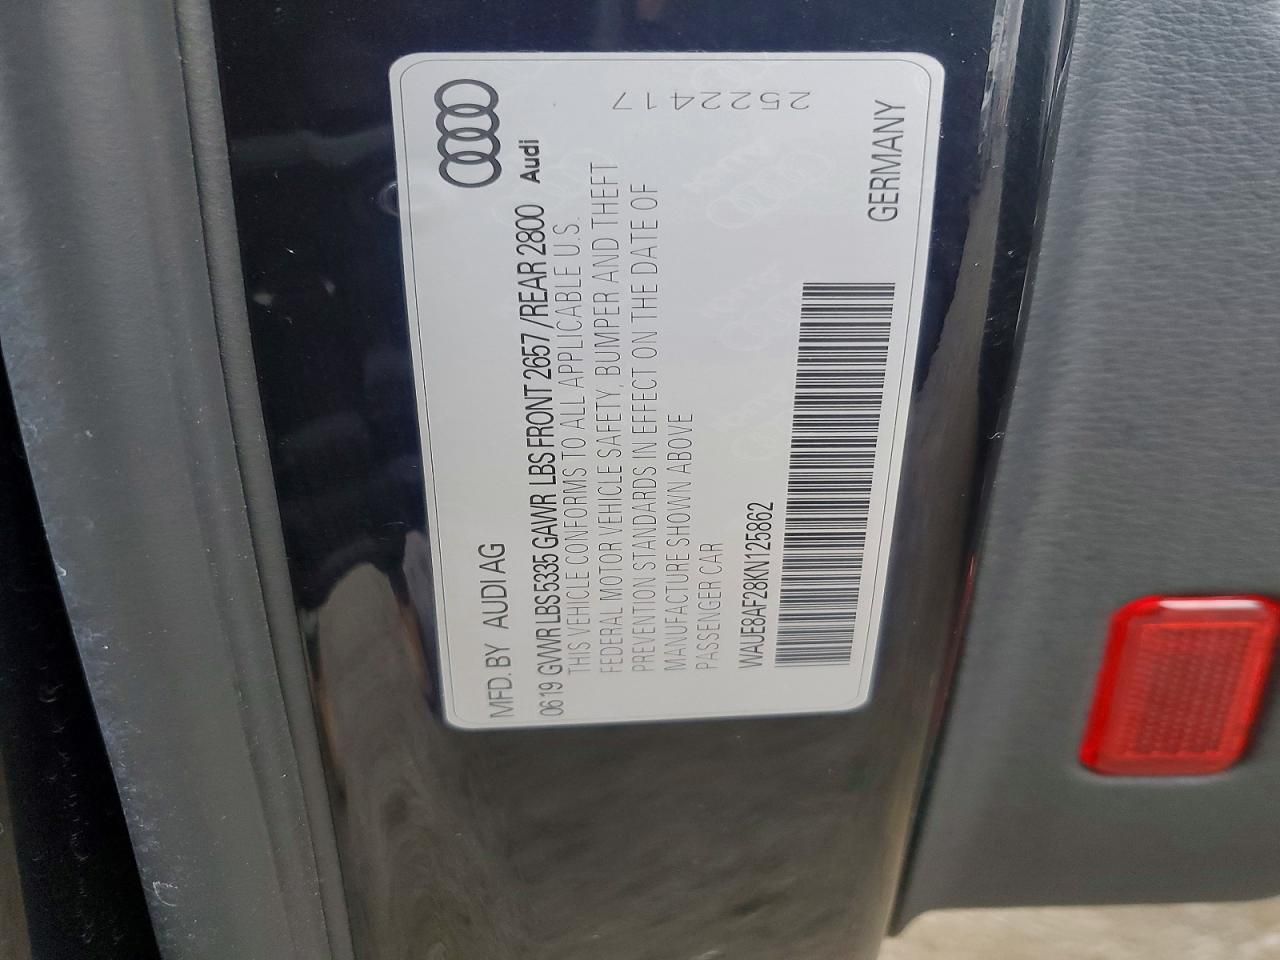 MFD. BY AUDI AG
0619 GVWR LBS 5335 GAWR LBS FRONT 2657 /REAR 2800 Audi
THIS VEHICLE CONFORMS TO ALL APPLICABLE U.S.
FEDERAL MOTOR VEHICLE SAFETY, BUMPER AND THEFT
PREVENTION STANDARDS IN EFFECT ON THE DATE OF
MANUFACTURE SHOWN ABOVE
PASSENGER CAR
WAUE8AF28KN125862
GERMANY
2522417